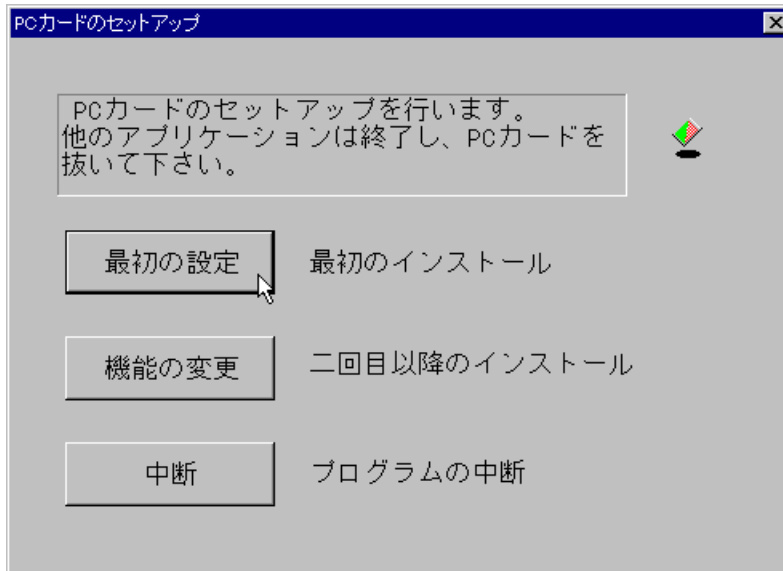 PCカードのセットアップ
PCカードのセットアップを行います。
他のアプリケーションは終了し、PCカードを
抜いて下さい。
最初の設定 最初のインストール
機能の変更 二回目以降のインストール
中断 プログラムの中断